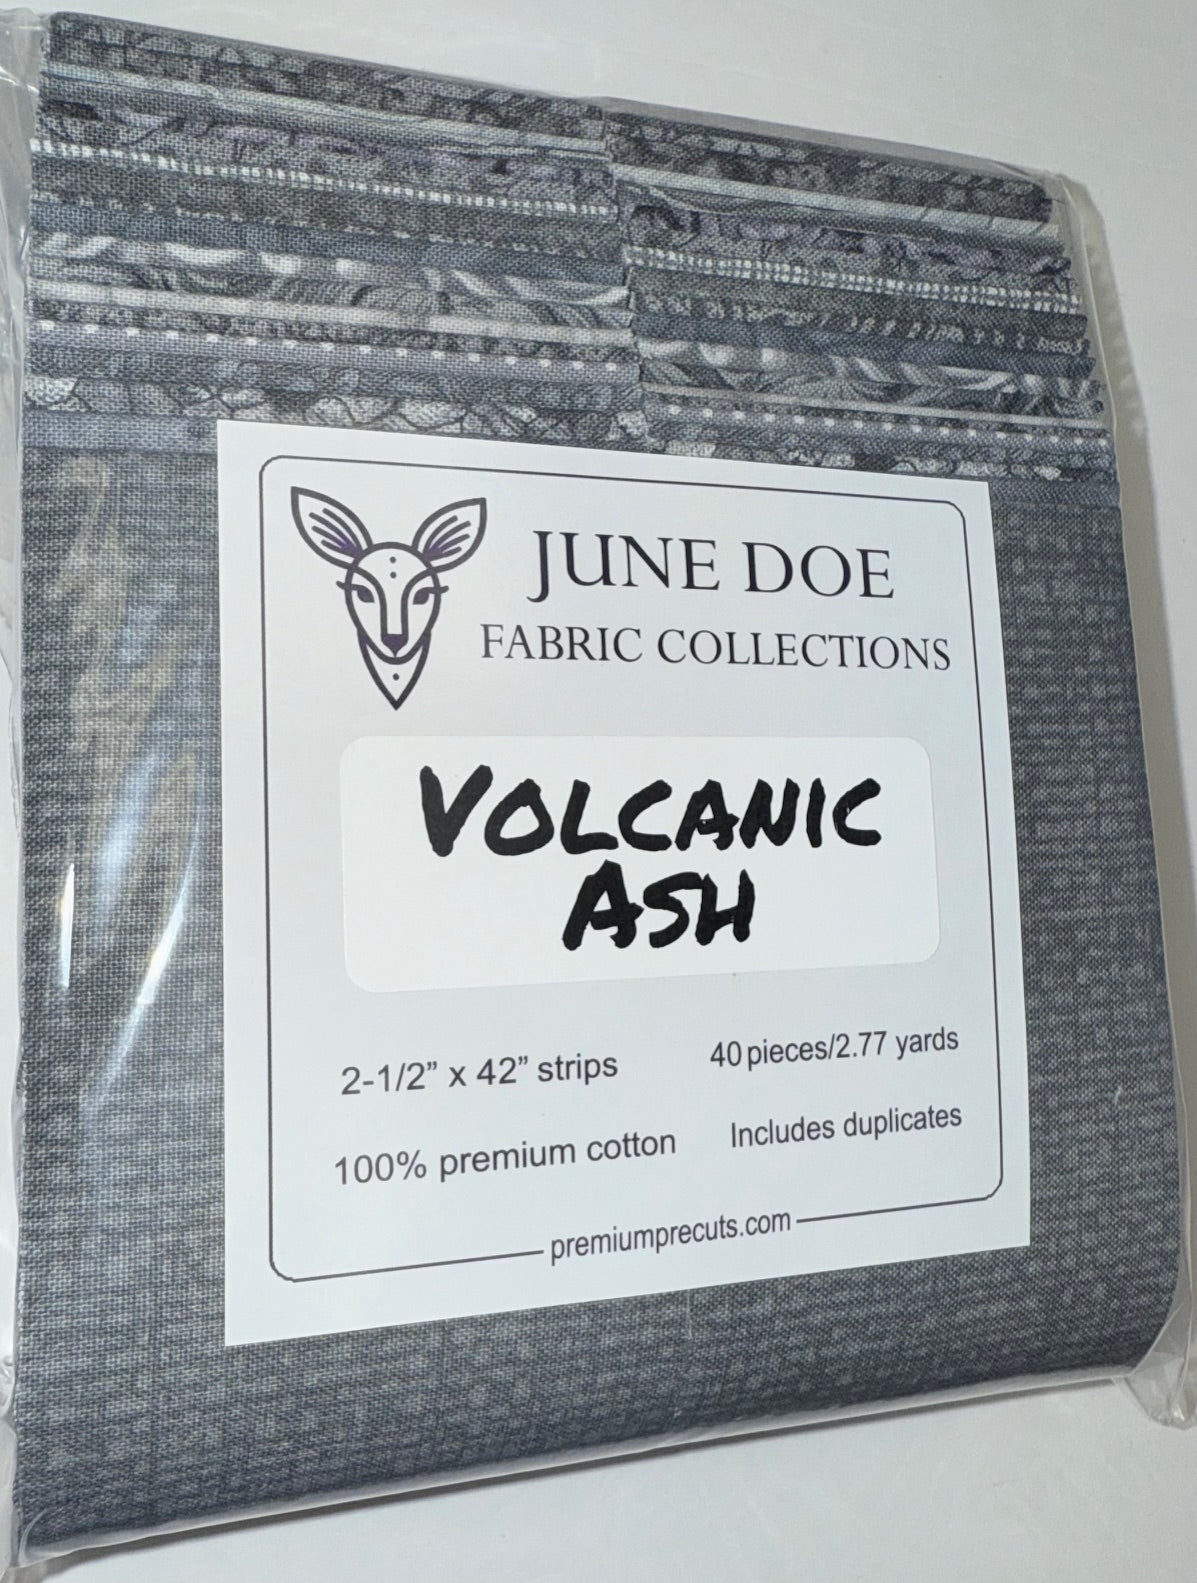 JUNE DOE
FABRIC COLLECTIONS
VOLCANIC
ASH
2-1/2” x 42” strips
40 pieces/2.77 yards
100% premium cotton
Includes duplicates
premiumprecuts.com